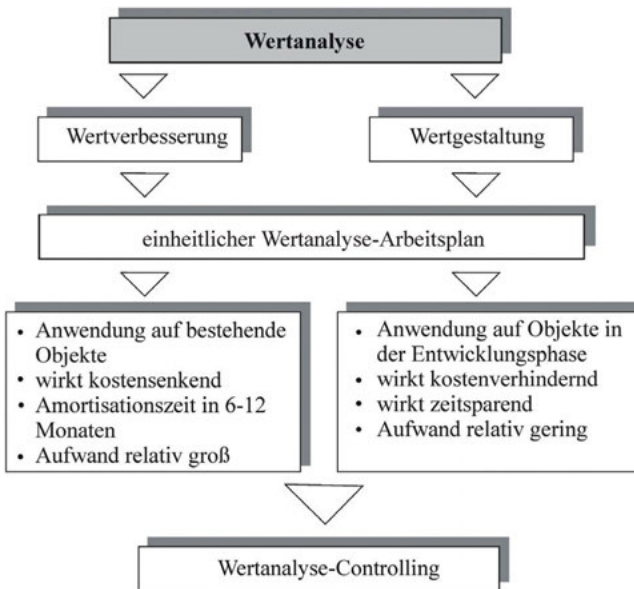 Wertanalyse
Wertverbesserung
Wertgestaltung
einheitlicher Wertanalyse-Arbeitsplan
• Anwendung auf bestehende
Objekte
• wirkt kostensenkend
• Amortisationszeit in 6-12
Monaten
• Aufwand relativ groß
• Anwendung auf Objekte in
der Entwicklungsphase
• wirkt kostenverhindernd
• wirkt zeitsparend
• Aufwand relativ gering
Wertanalyse-Controlling